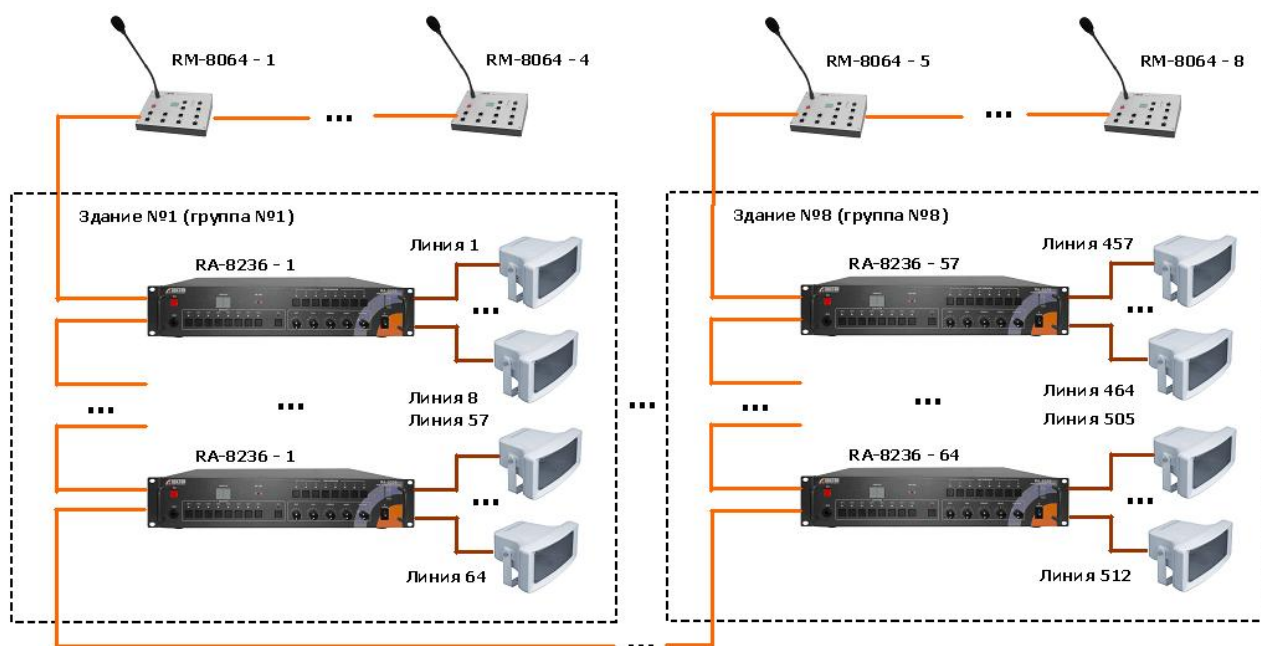 RM-8064 - 1
RM-8064 - 4
RM-8064 - 5
RM-8064 - 8
Здание №1 (группа №1)
Линия 1
RA-8236 - 1
Линия 8
Линия 57
RA-8236 - 1
Линия 64
Здание №8 (группа №8)
Линия 457
RA-8236 - 57
Линия 464
Линия 505
RA-8236 - 64
Линия 512